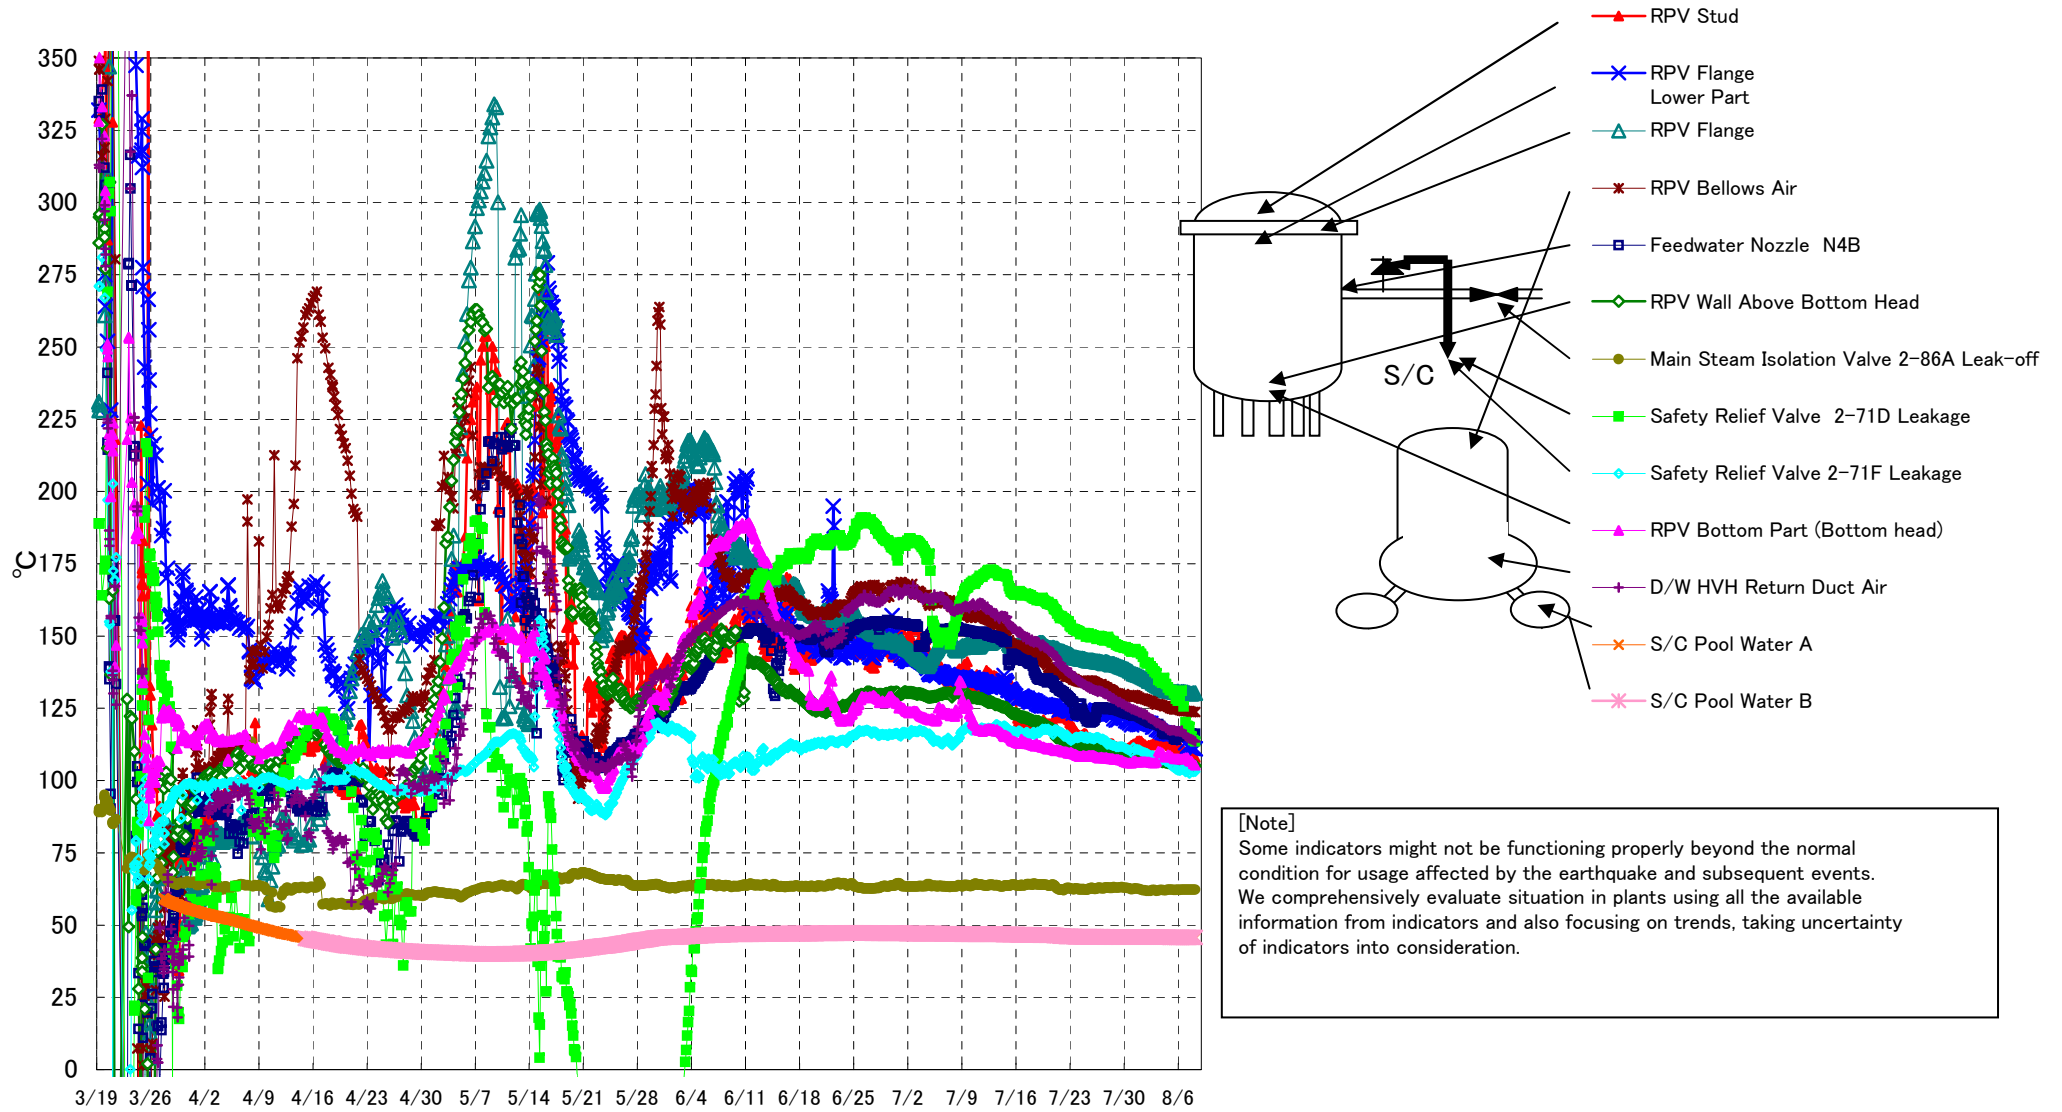 RPV Stud
RPV Flange
Lower Part
RPV Flange
RPV Bellows Air
Feedwater Nozzle N4B
RPV Wall Above Bottom Head
Main Steam Isolation Valve 2-86A Leak-off
Safety Relief Valve 2-71D Leakage
Safety Relief Valve 2-71F Leakage
RPV Bottom Part (Bottom head)
D/W HVH Return Duct Air
S/C Pool Water A
S/C Pool Water B
S/C
℃
350
325
300
275
250
225
200
175
150
125
100
75
50
25
0
3/19 3/26 4/2 4/9 4/16 4/23 4/30 5/7 5/14 5/21 5/28 6/4 6/11 6/18 6/25 7/2 7/9 7/16 7/23 7/30 8/6
[Note]
Some indicators might not be functioning properly beyond the normal
condition for usage affected by the earthquake and subsequent events.
We comprehensively evaluate situation in plants using all the available
information from indicators and also focusing on trends, taking uncertainty
of indicators into consideration.